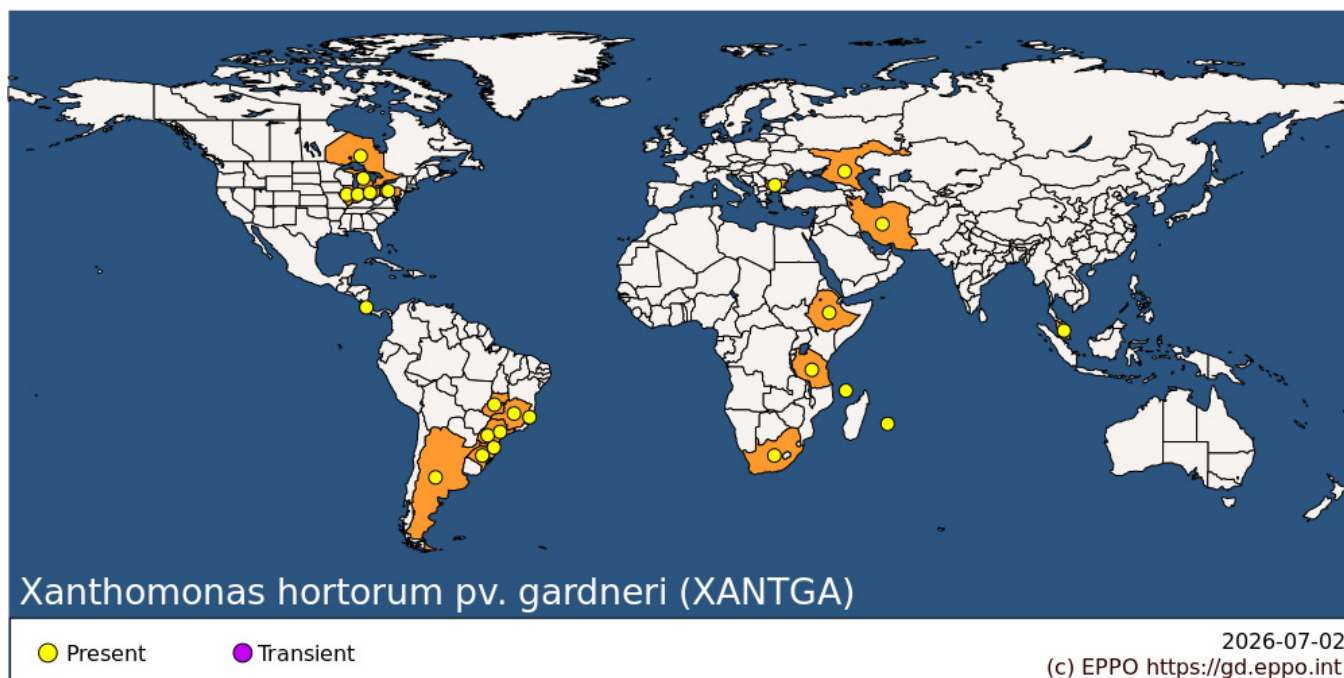 Xanthomonas hortorum pv. gardneri (XANTGA)
Present
Transient
2026-07-02
(c) EPPO https://gd.eppo.int